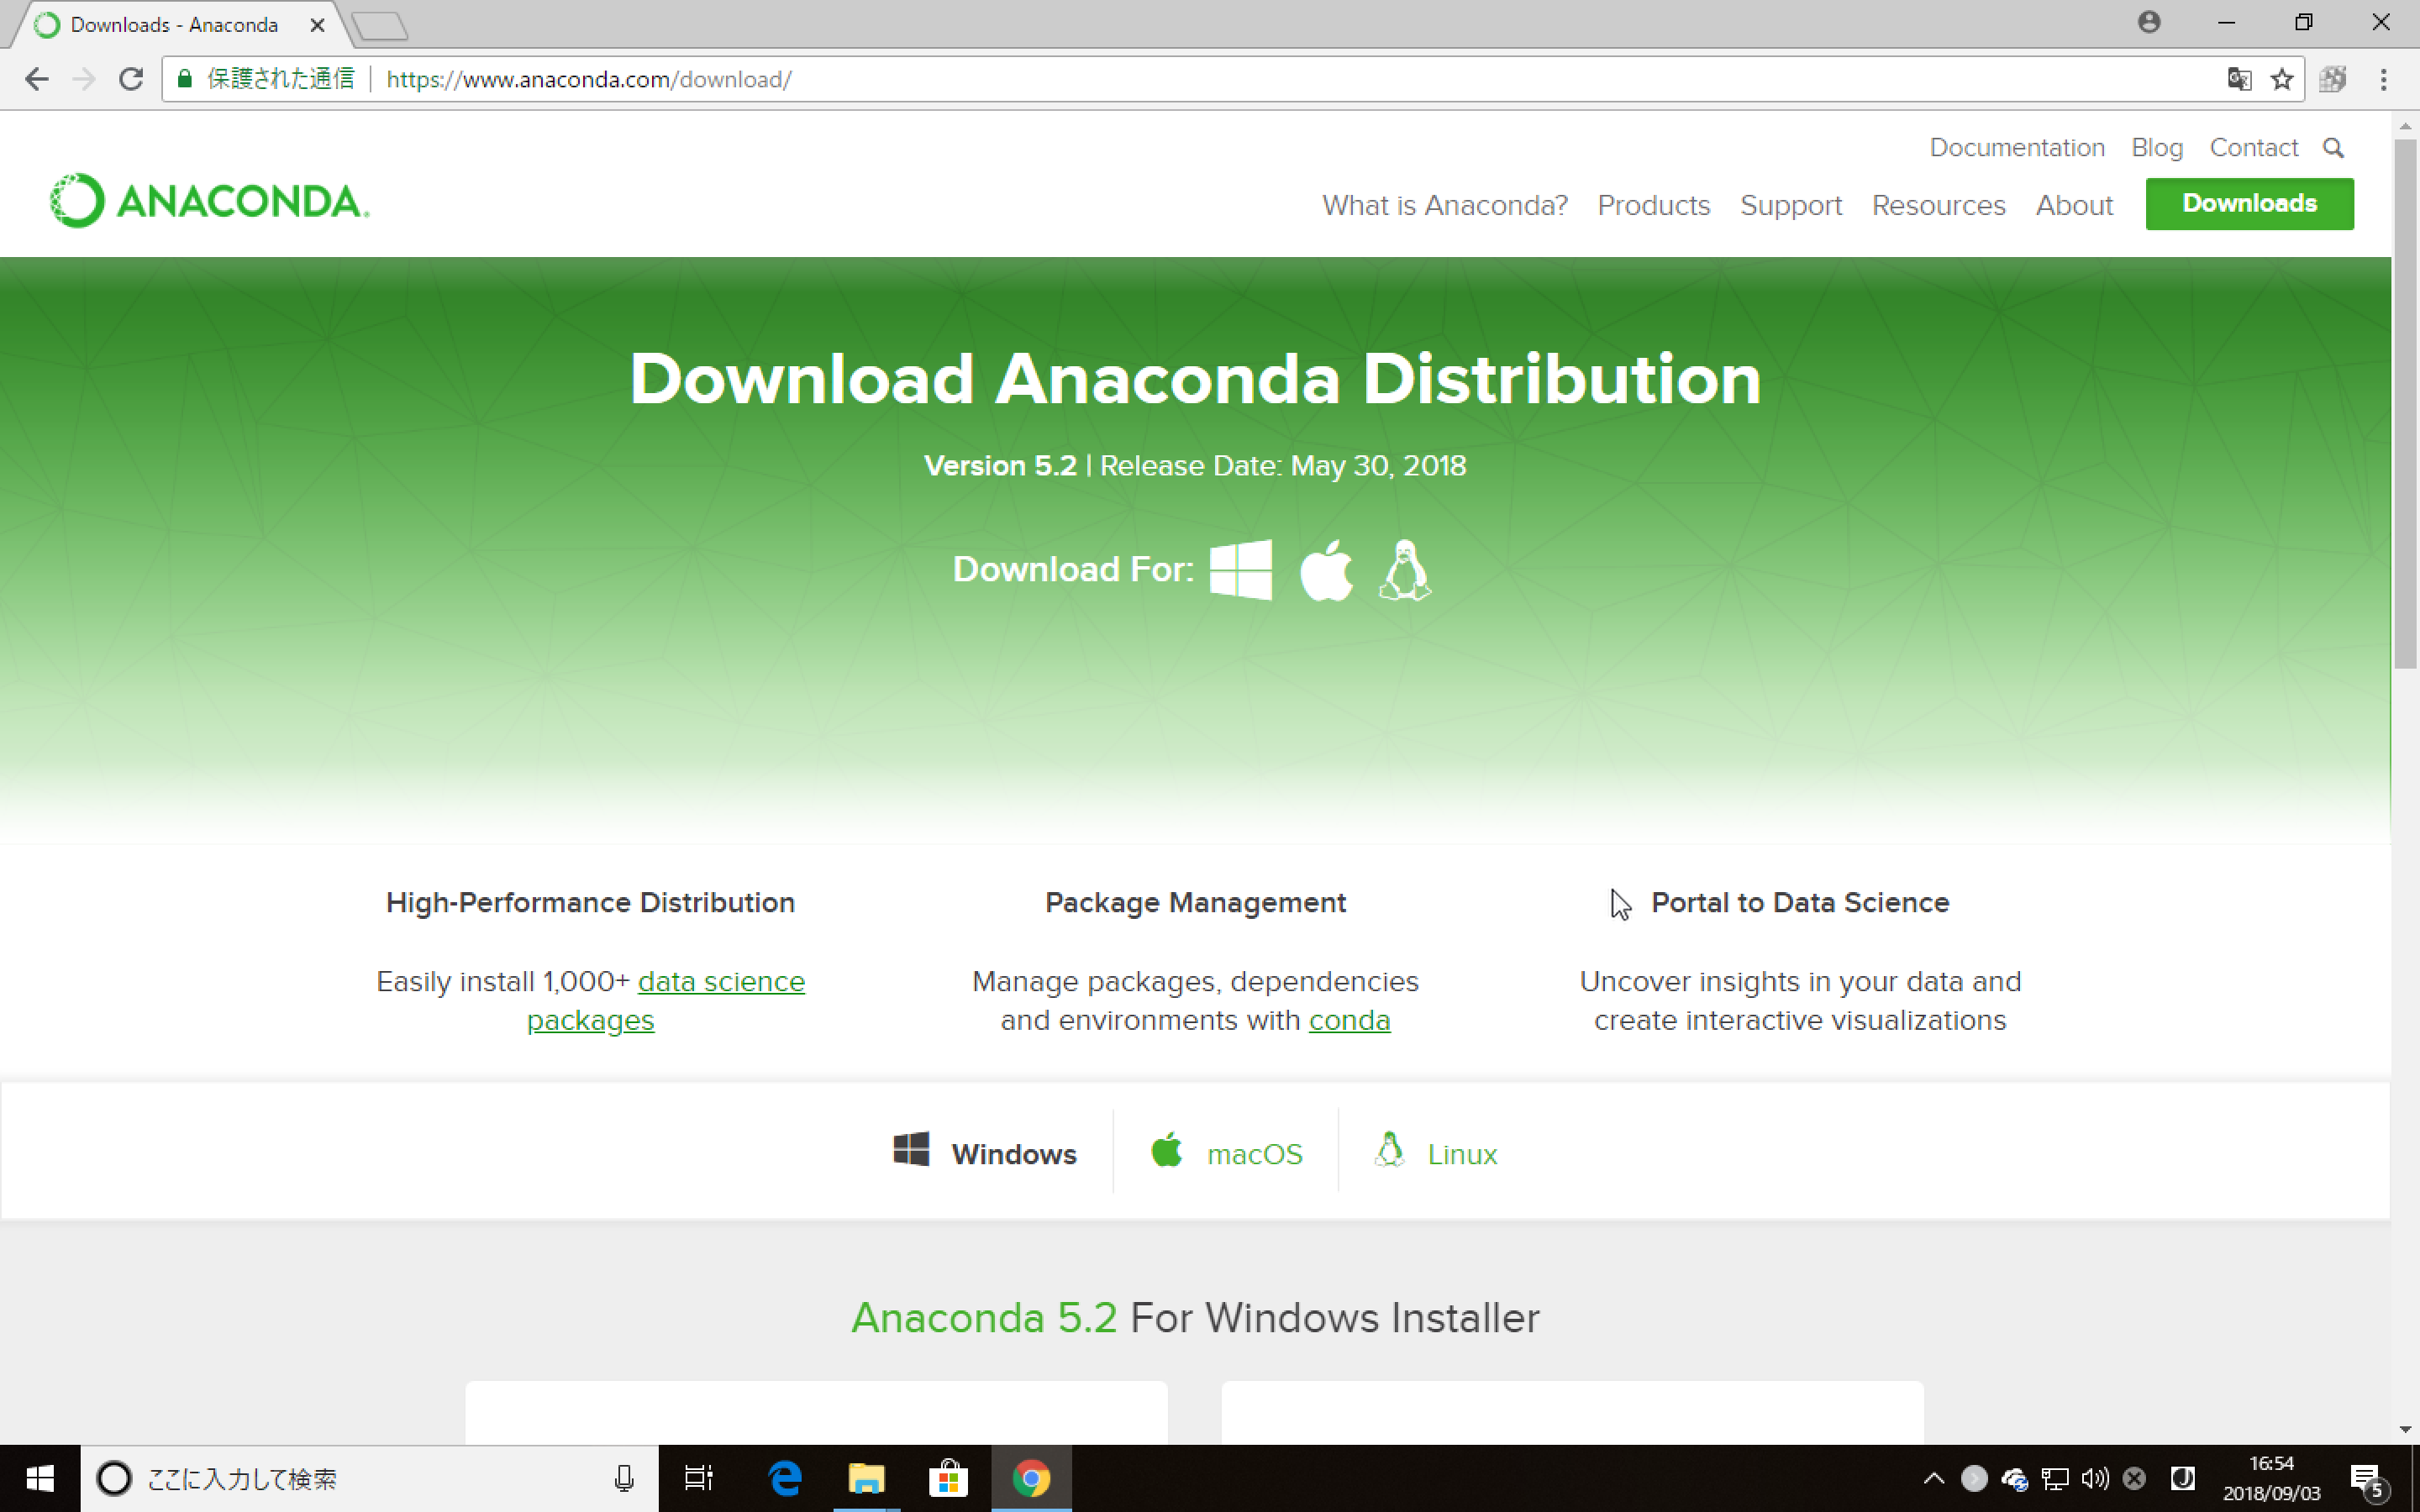 Downloads - Anaconda
保護された通信 | https://www.anaconda.com/download/
Documentation Blog Contact
ANACONDA.
What is Anaconda? Products Support Resources About Downloads
Download Anaconda Distribution
Version 5.2 | Release Date: May 30, 2018
Download For:
High-Performance Distribution
Easily install 1,000+ data science
packages
Package Management
Manage packages, dependencies
and environments with conda
Portal to Data Science
Uncover insights in your data and
create interactive visualizations
Windows macOS Linux
Anaconda 5.2 For Windows Installer
ここに入力して検索
16:54
2018/09/03
5